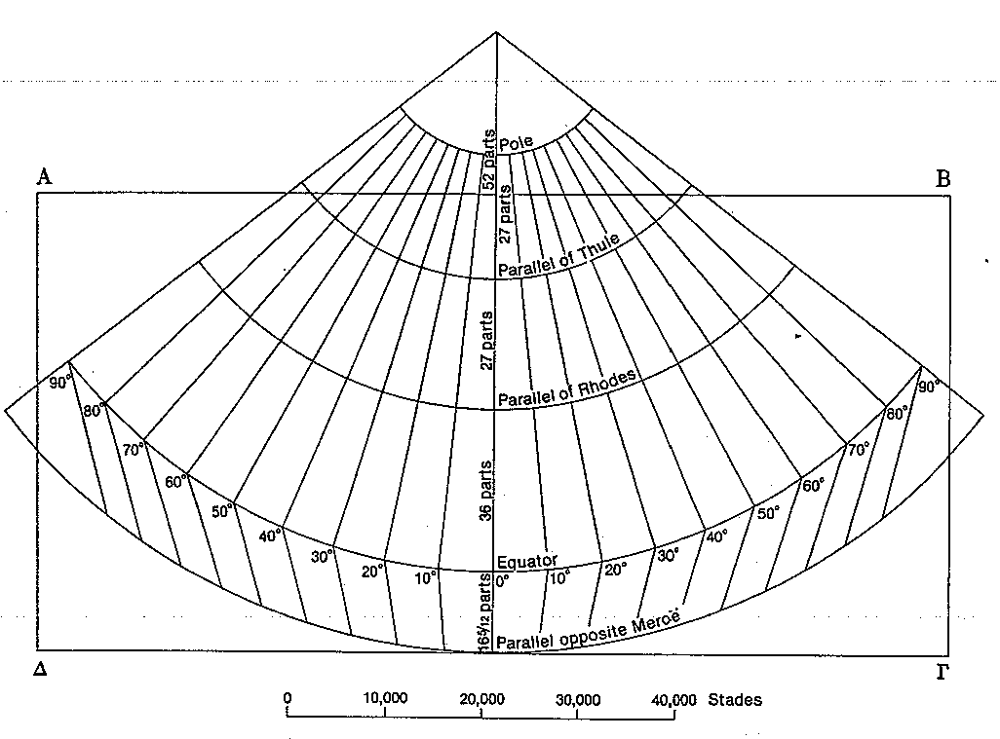 Pole
52 parts
Α
Β
27 parts
Parallel of Thule
27 parts
Parallel of Rhodes
90° 90°
80° 80°
70° 70°
60° 60°
36 parts
50° 50°
40° 40°
30° 30°
Equator
20° 10° 0° 10° 20°
16 5/12 parts
Parallel opposite Meroë
Δ
Γ
0 10,000 20,000 30,000 40,000 Stades